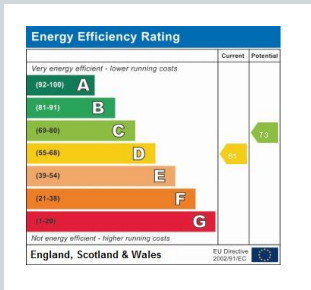 Energy Efficiency Rating
Current Potential
Very energy efficient - lower running costs
(92-100) A
(81-91) B
(69-80) C
73
(55-68) D
(39-54) E
(21-38) F
(1-20) G
Not energy efficient - higher running costs
England, Scotland & Wales
EU Directive
2002/91/EC